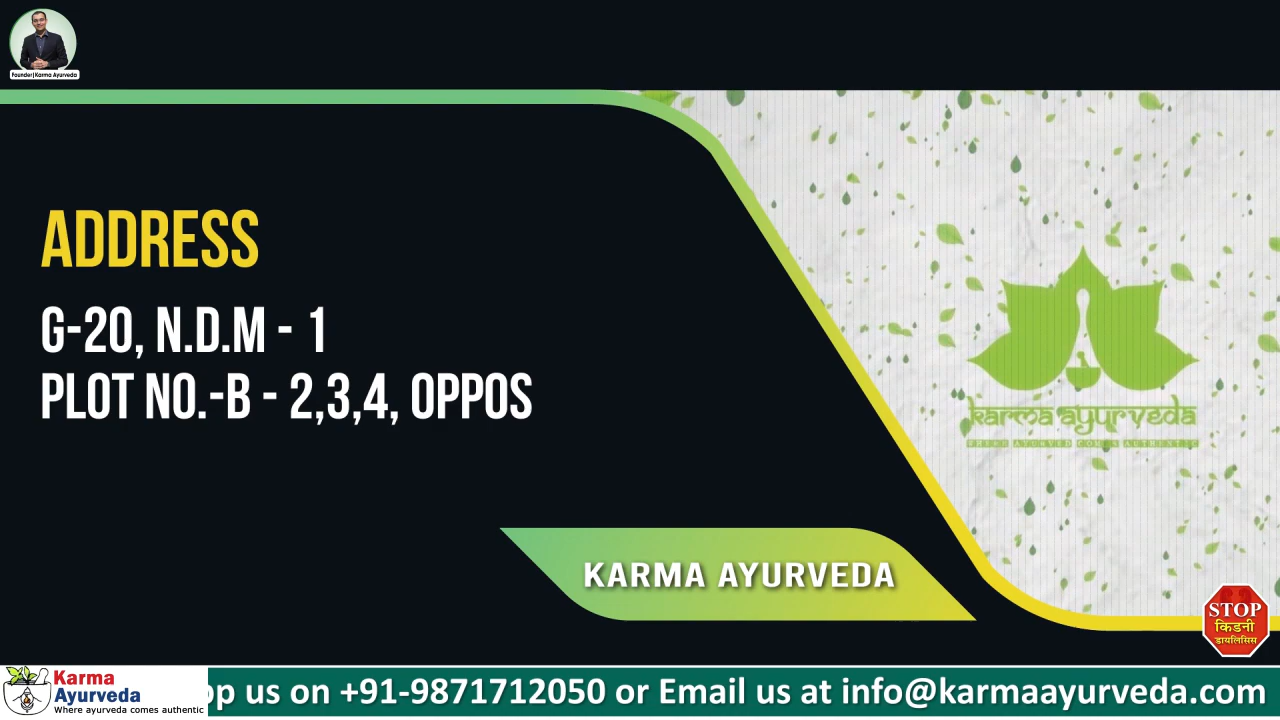 Founder|Karma Ayurveda
ADDRESS
G-20, N.D.M - 1
PLOT NO.-B - 2,3,4, OPPOS
karma ayurveda
KARMA AYURVEDA
STOP
किडनी
डायलिसिस
Karma
Ayurveda
Where ayurveda comes authentic
pp us on +91-9871712050 or Email us at info@karmaayurveda.com